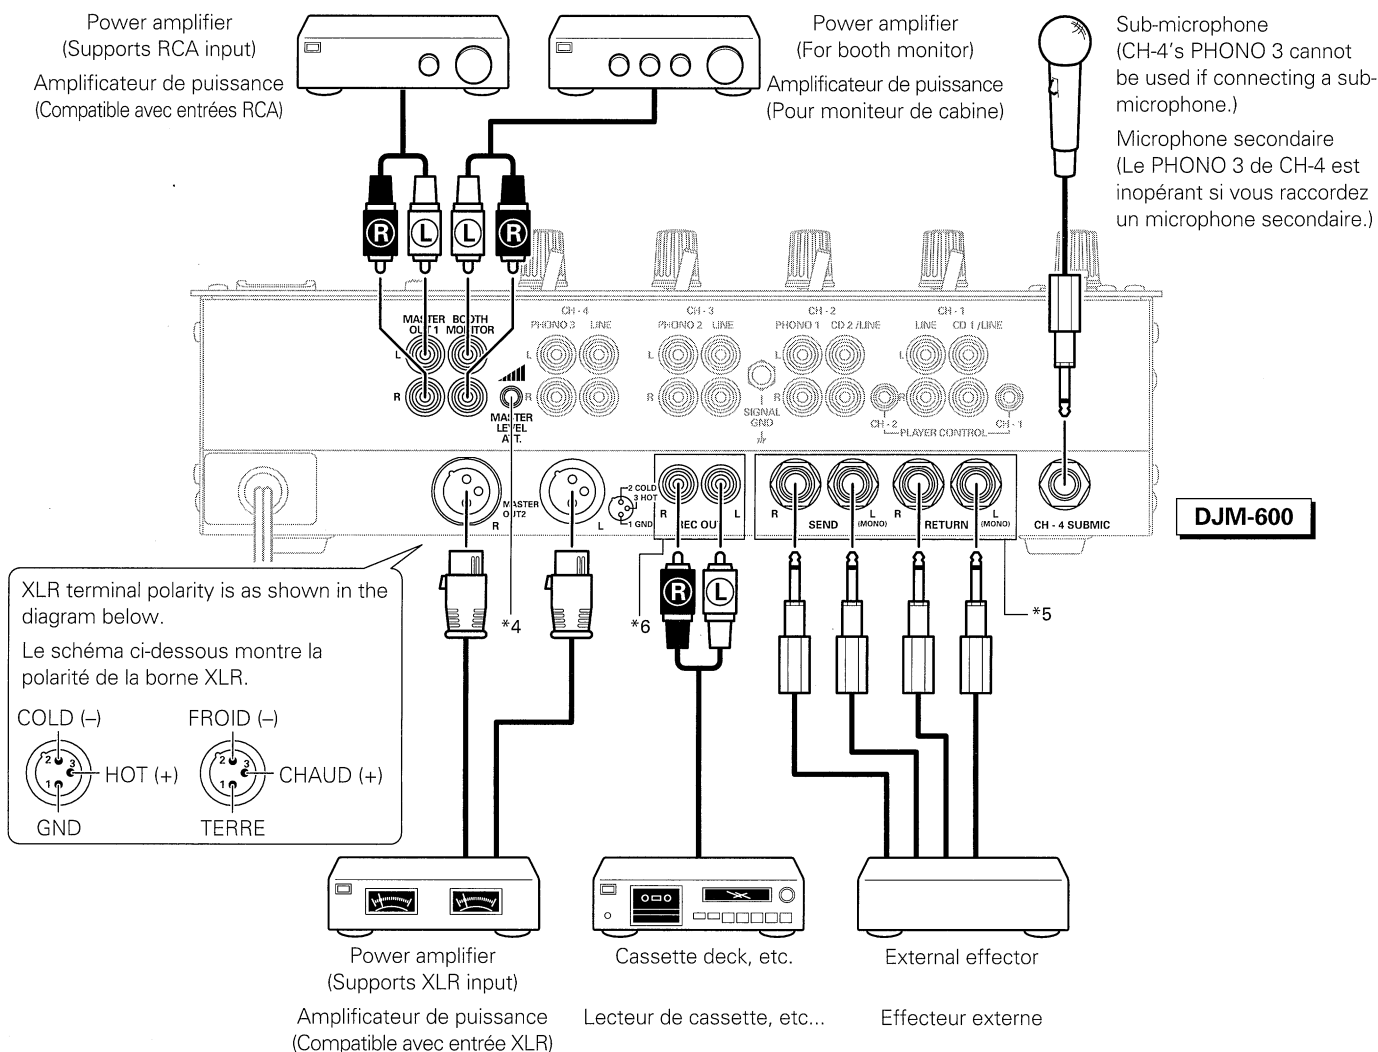 Power amplifier
(Supports RCA input)
Amplificateur de puissance
(Compatible avec entrées RCA)
Power amplifier
(For booth monitor)
Amplificateur de puissance
(Pour moniteur de cabine)
Sub-microphone
(CH-4's PHONO 3 cannot
be used if connecting a sub-
microphone.)
Microphone secondaire
(Le PHONO 3 de CH-4 est
inopérant si vous raccordez
un microphone secondaire.)
R L L R
MASTER
OUT 1
BOOTH
MONITOR
CH - 4
PHONO 3 LINE
CH - 3
PHONO 2 LINE
CH - 2
PHONO 1 CD 2 /LINE
CH - 1
LINE CD 1 /LINE
L L L L L
R R R R R
MASTER
LEVEL
ATT.
SIGNAL
GND
CH - 2 PLAYER CONTROL CH - 1
MASTER
OUT2
R L
2 COLD
3 HOT
1 GND
R REC OUT L
R SEND L
(MONO)
R RETURN L
(MONO)
CH - 4 SUBMIC
DJM-600
XLR terminal polarity is as shown in the
diagram below.
Le schéma ci-dessous montre la
polarité de la borne XLR.
COLD (–)
2 3 1
HOT (+)
GND
FROID (–)
2 3 1
CHAUD (+)
TERRE
*4
*6
R L
*5
Power amplifier
(Supports XLR input)
Amplificateur de puissance
(Compatible avec entrée XLR)
Cassette deck, etc.
Lecteur de cassette, etc...
External effector
Effecteur externe